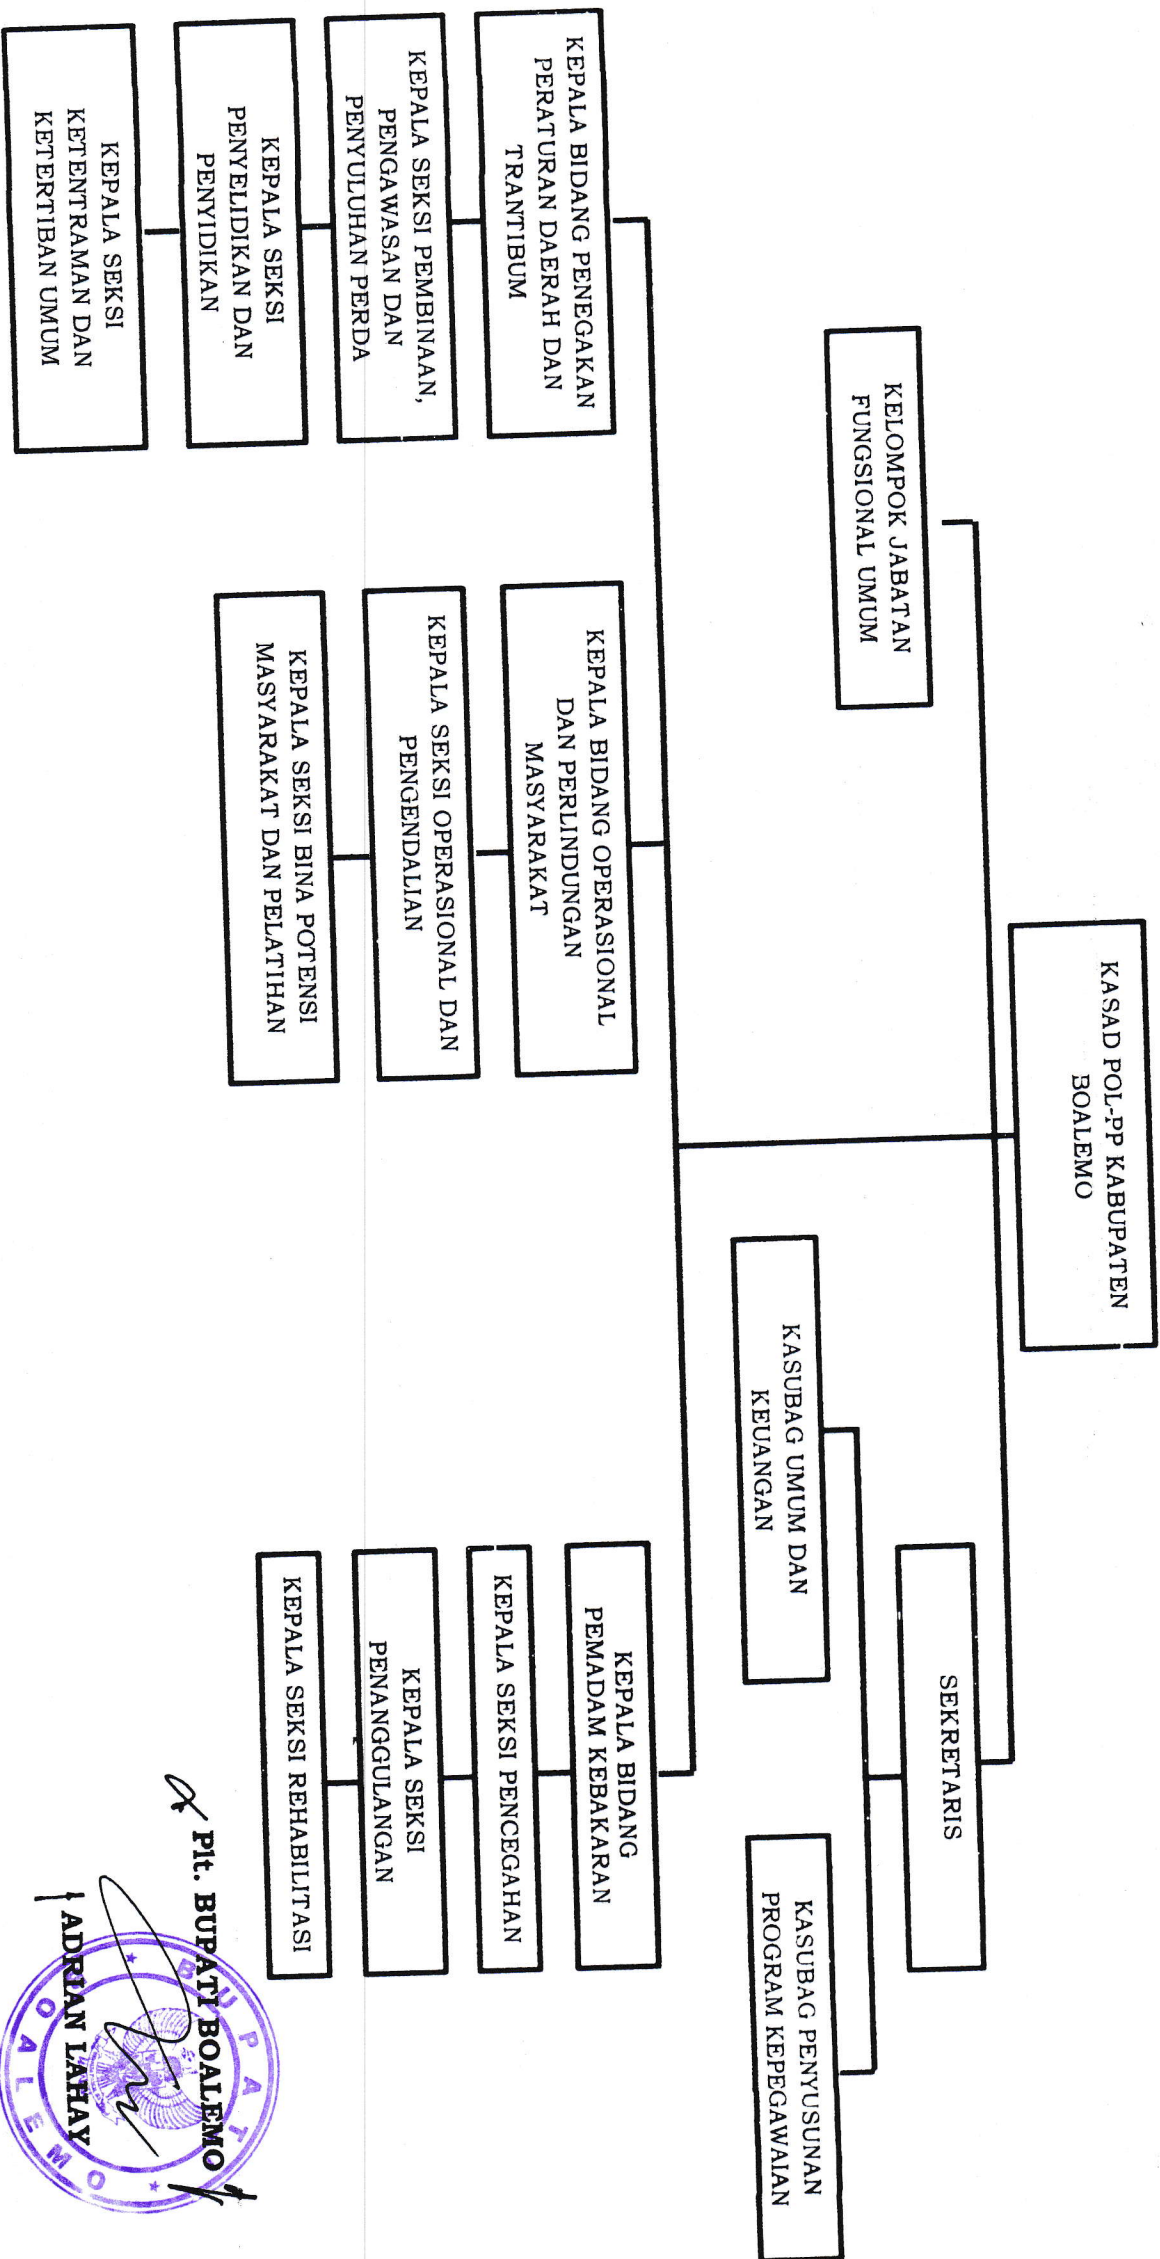 KASAD POL-PP KABUPATEN
BOALEMO
KELOMPOK JABATAN
FUNGSIONAL UMUM
SEKRETARIS
KASUBAG UMUM DAN
KEUANGAN
KASUBAG PENYUSUNAN
PROGRAM KEPEGAWAIAN
KEPALA BIDANG PENEGAKAN
PERATURAN DAERAH DAN
TRANTIBUM
KEPALA SEKSI PEMBINAAN,
PENGAWASAN DAN
PENYULUHAN PERDA
KEPALA SEKSI
PENYELIDIKAN DAN
PENYIDIKAN
KEPALA SEKSI
KETENTRAMAN DAN
KETERTIBAN UMUM
KEPALA BIDANG OPERASIONAL
DAN PERLINDUNGAN
MASYARAKAT
KEPALA SEKSI OPERASIONAL DAN
PENGENDALIAN
KEPALA SEKSI BINA POTENSI
MASYARAKAT DAN PELATIHAN
KEPALA BIDANG
PEMADAM KEBAKARAN
KEPALA SEKSI PENCEGAHAN
KEPALA SEKSI
PENANGGULANGAN
KEPALA SEKSI REHABILITASI
Plt. BUPATI BOALEMO
ADRIAN LAHAY
BUPATI
BOALEMO